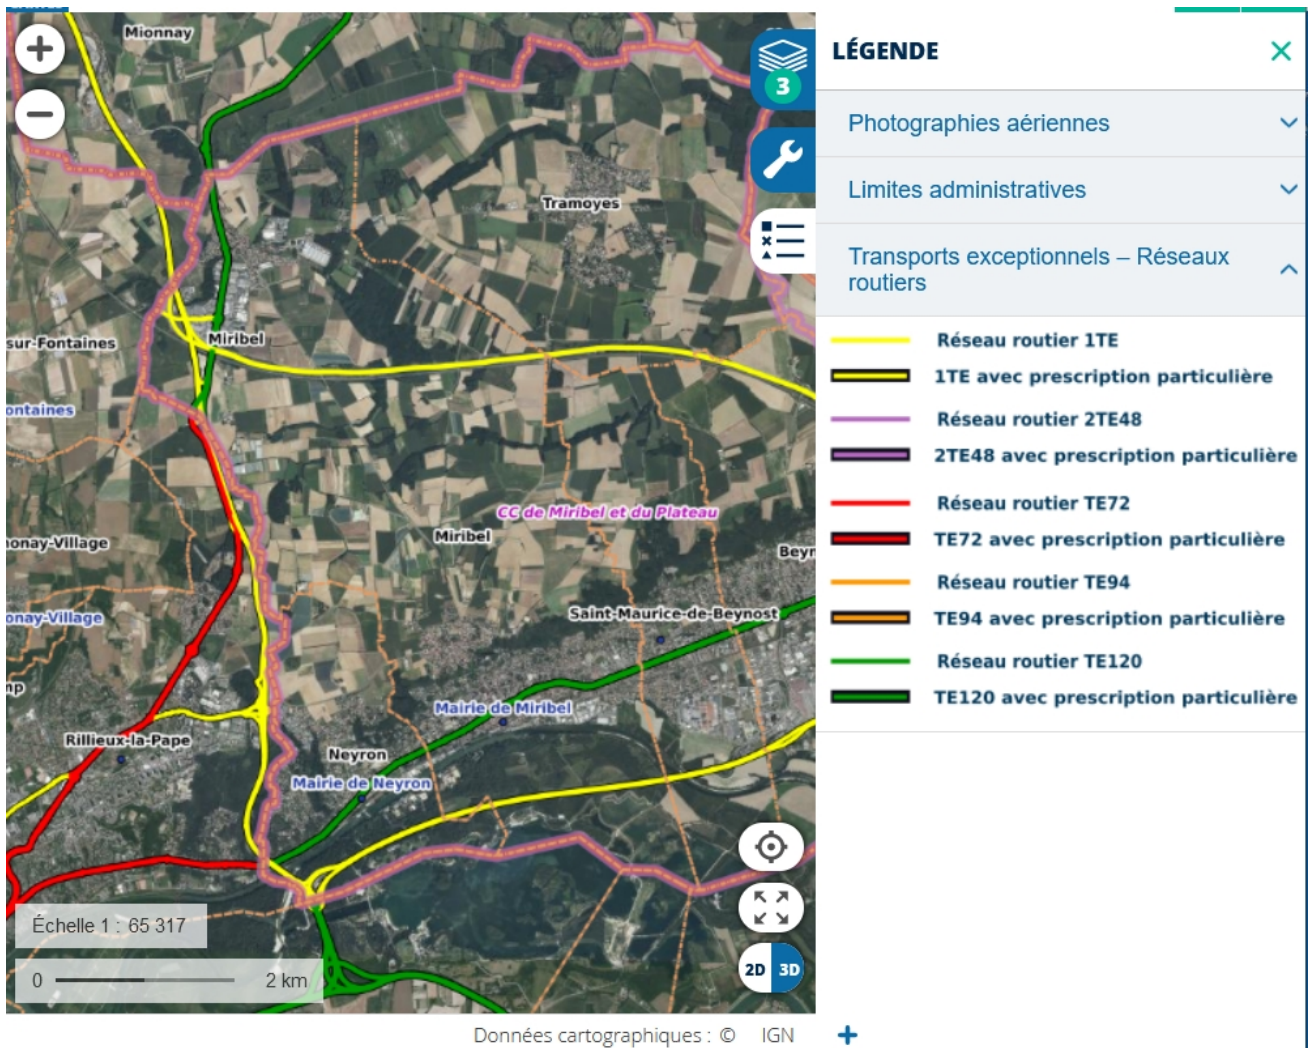 Mionnay
3
Tramoyes
sur-Fontaines
Miribel
ontaines
CC de Miribel et du Plateau
Miribel
onay-Village
Beyn
onay-Village
Saint-Maurice-de-Beynost
mp
Mairie de Miribel
Rillieux-la-Pape
Neyron
Mairie de Neyron
Échelle 1 : 65 317
0 2 km
2D 3D
Données cartographiques : © IGN
LÉGENDE
Photographies aériennes
Limites administratives
Transports exceptionnels – Réseaux
routiers
Réseau routier 1TE
1TE avec prescription particulière
Réseau routier 2TE48
2TE48 avec prescription particulière
Réseau routier TE72
TE72 avec prescription particulière
Réseau routier TE94
TE94 avec prescription particulière
Réseau routier TE120
TE120 avec prescription particulière